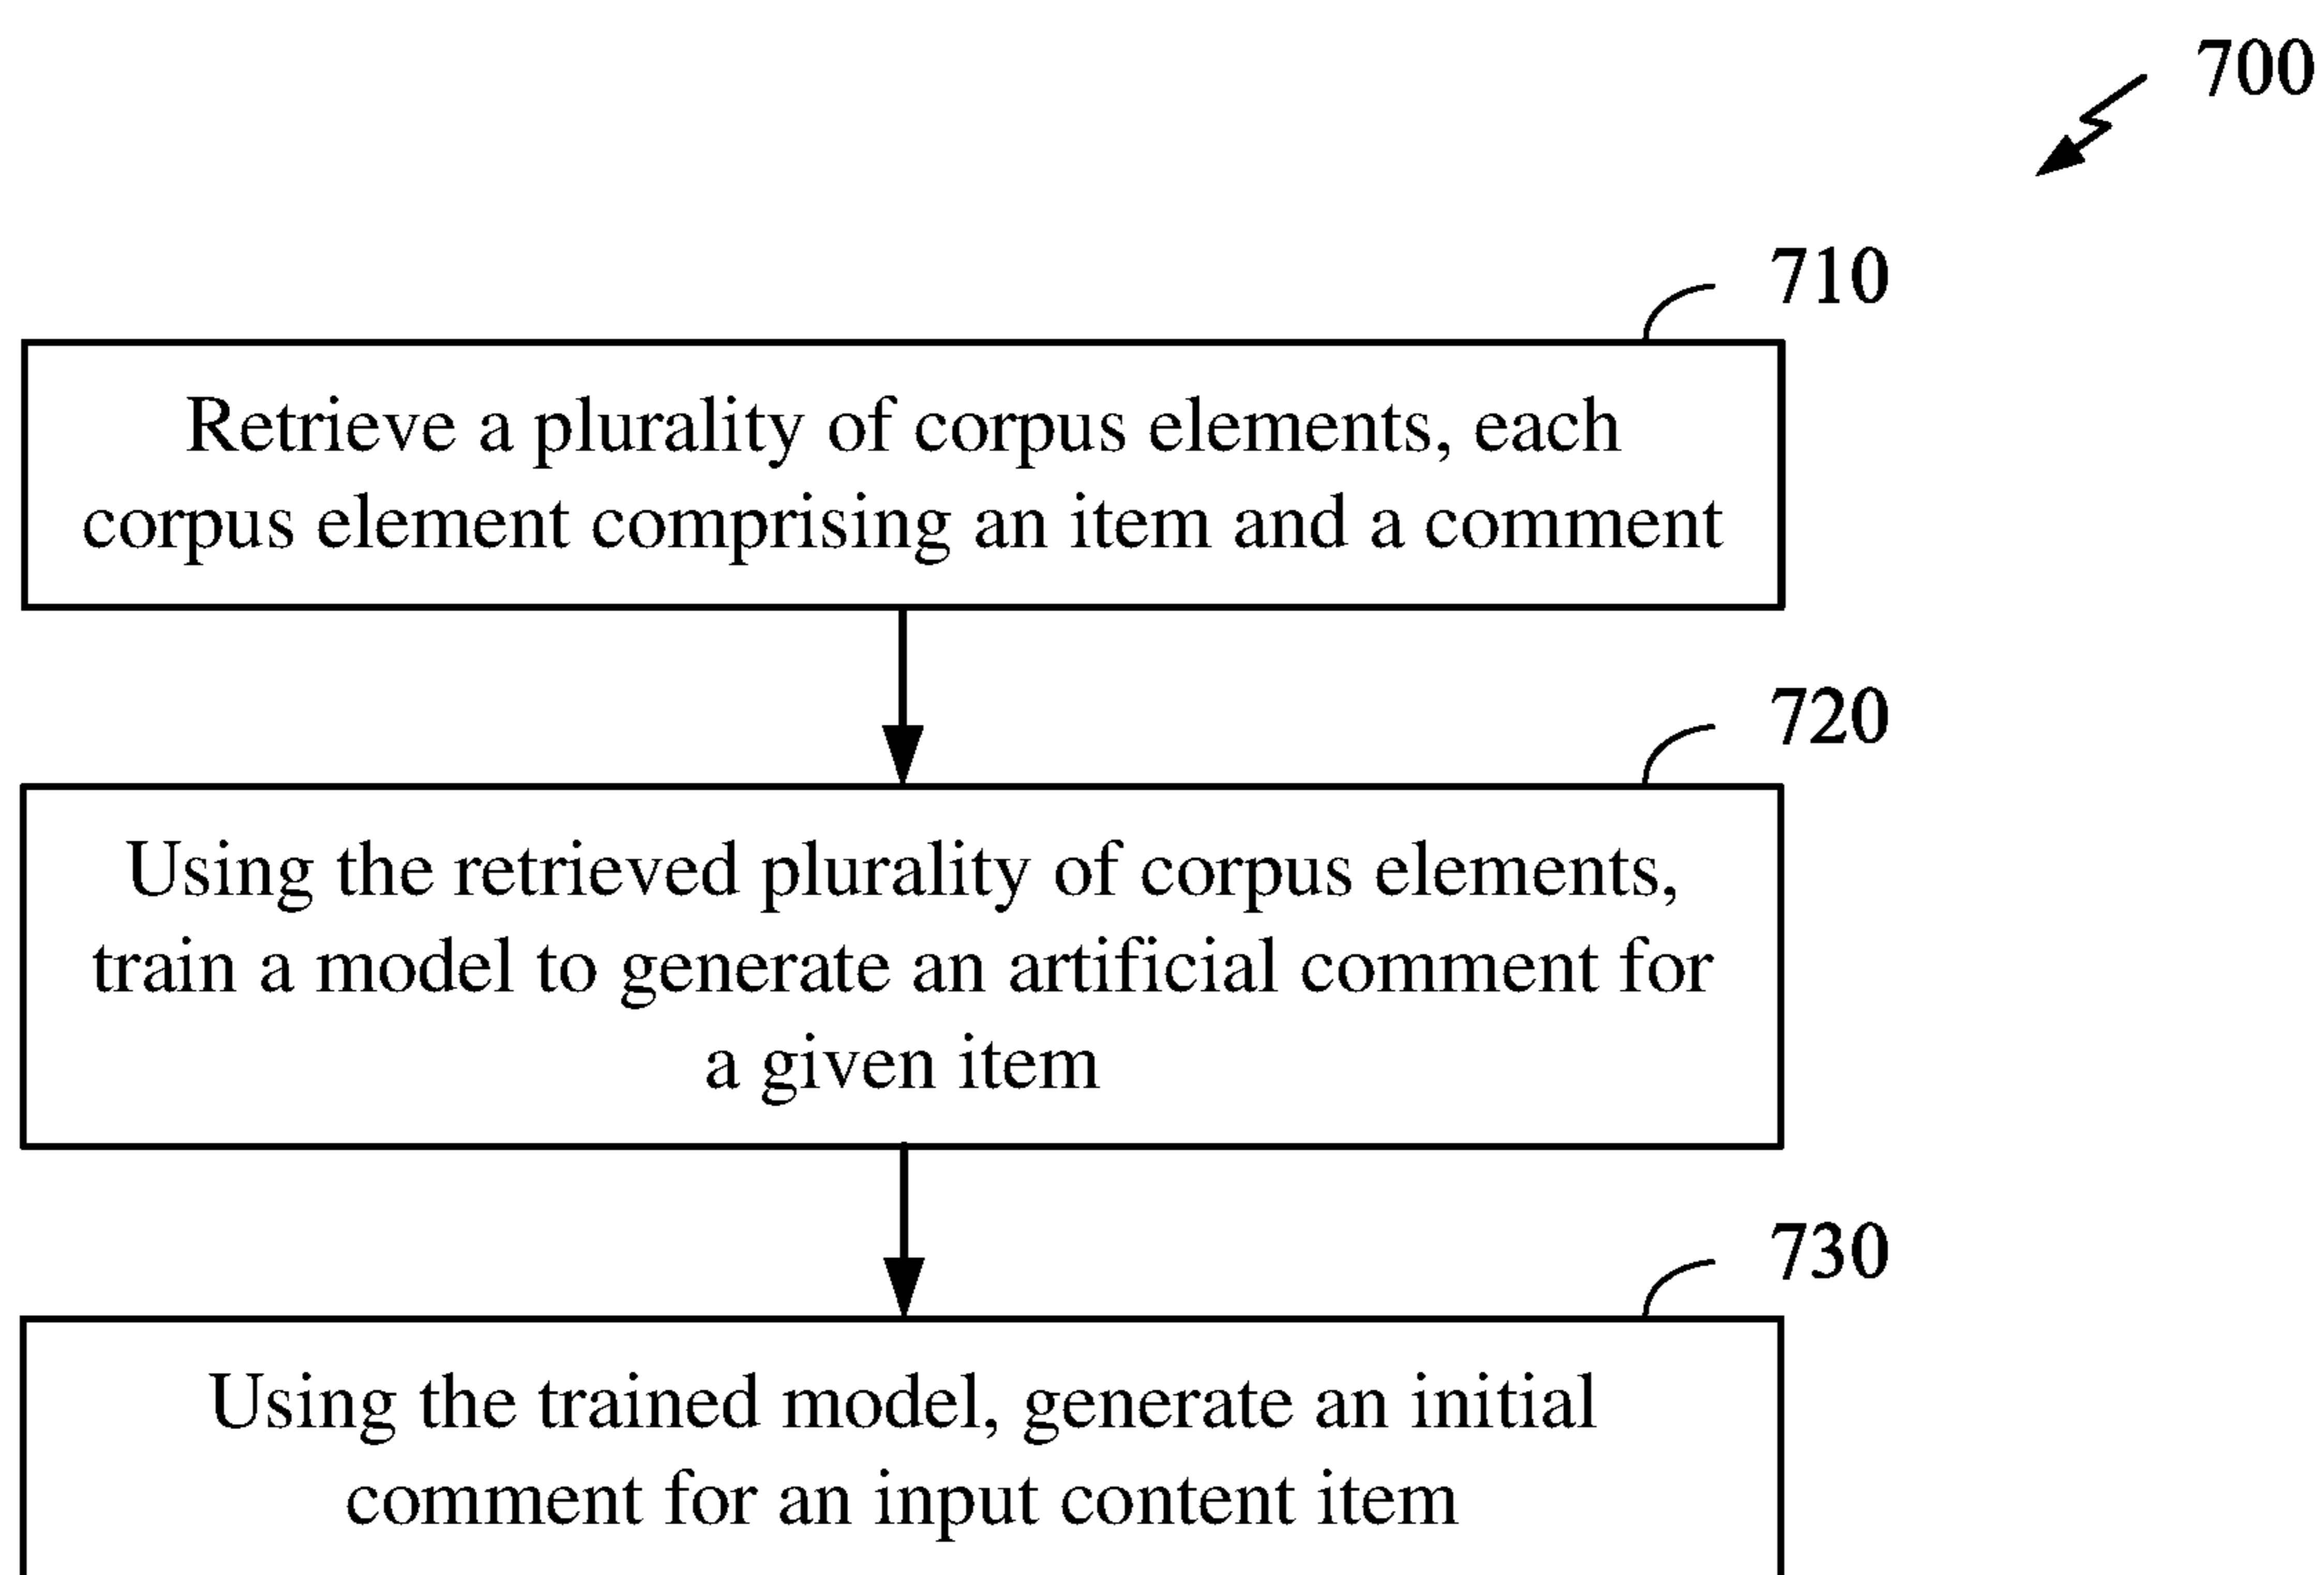 700
710
Retrieve a plurality of corpus elements, each
corpus element comprising an item and a comment
720
Using the retrieved plurality of corpus elements,
train a model to generate an artificial comment for
a given item
730
Using the trained model, generate an initial
comment for an input content item